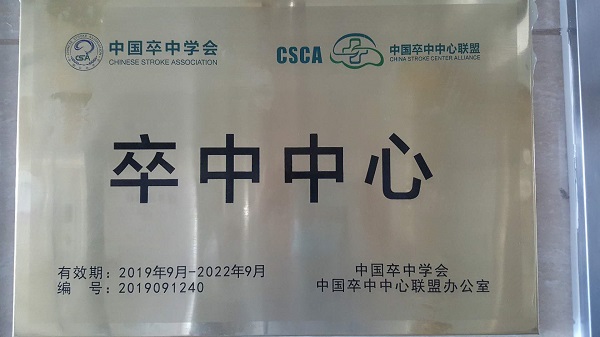 中国卒中学会
CHINESE STROKE ASSOCIATION
CSA
CSCA
中国卒中中心联盟
CHINA STROKE CENTER ALLIANCE
卒中中心
有效期:2019年9月-2022年9月
编 号:2019091240
中国卒中学会
中国卒中中心联盟办公室